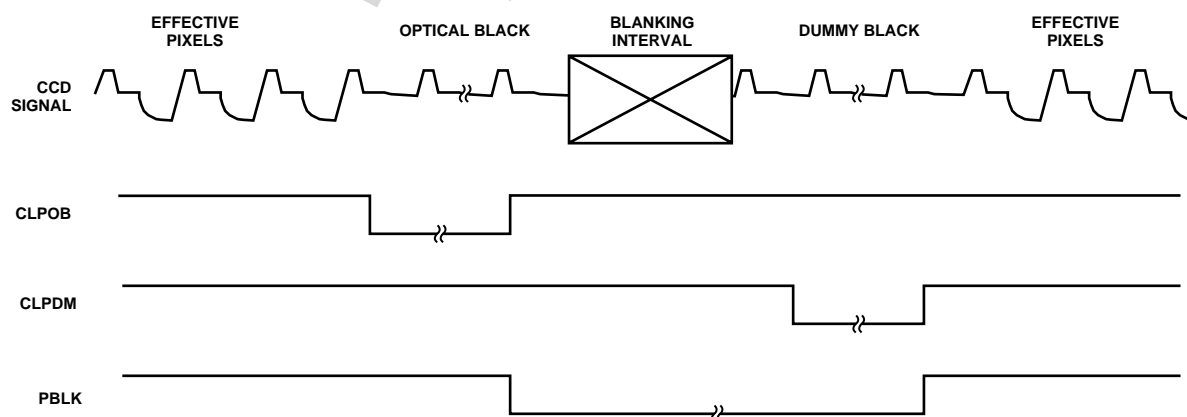 EFFECTIVE
PIXELS
OPTICAL BLACK
BLANKING
INTERVAL
DUMMY BLACK
EFFECTIVE
PIXELS
CCD
SIGNAL
CLPOB
CLPDM
PBLK